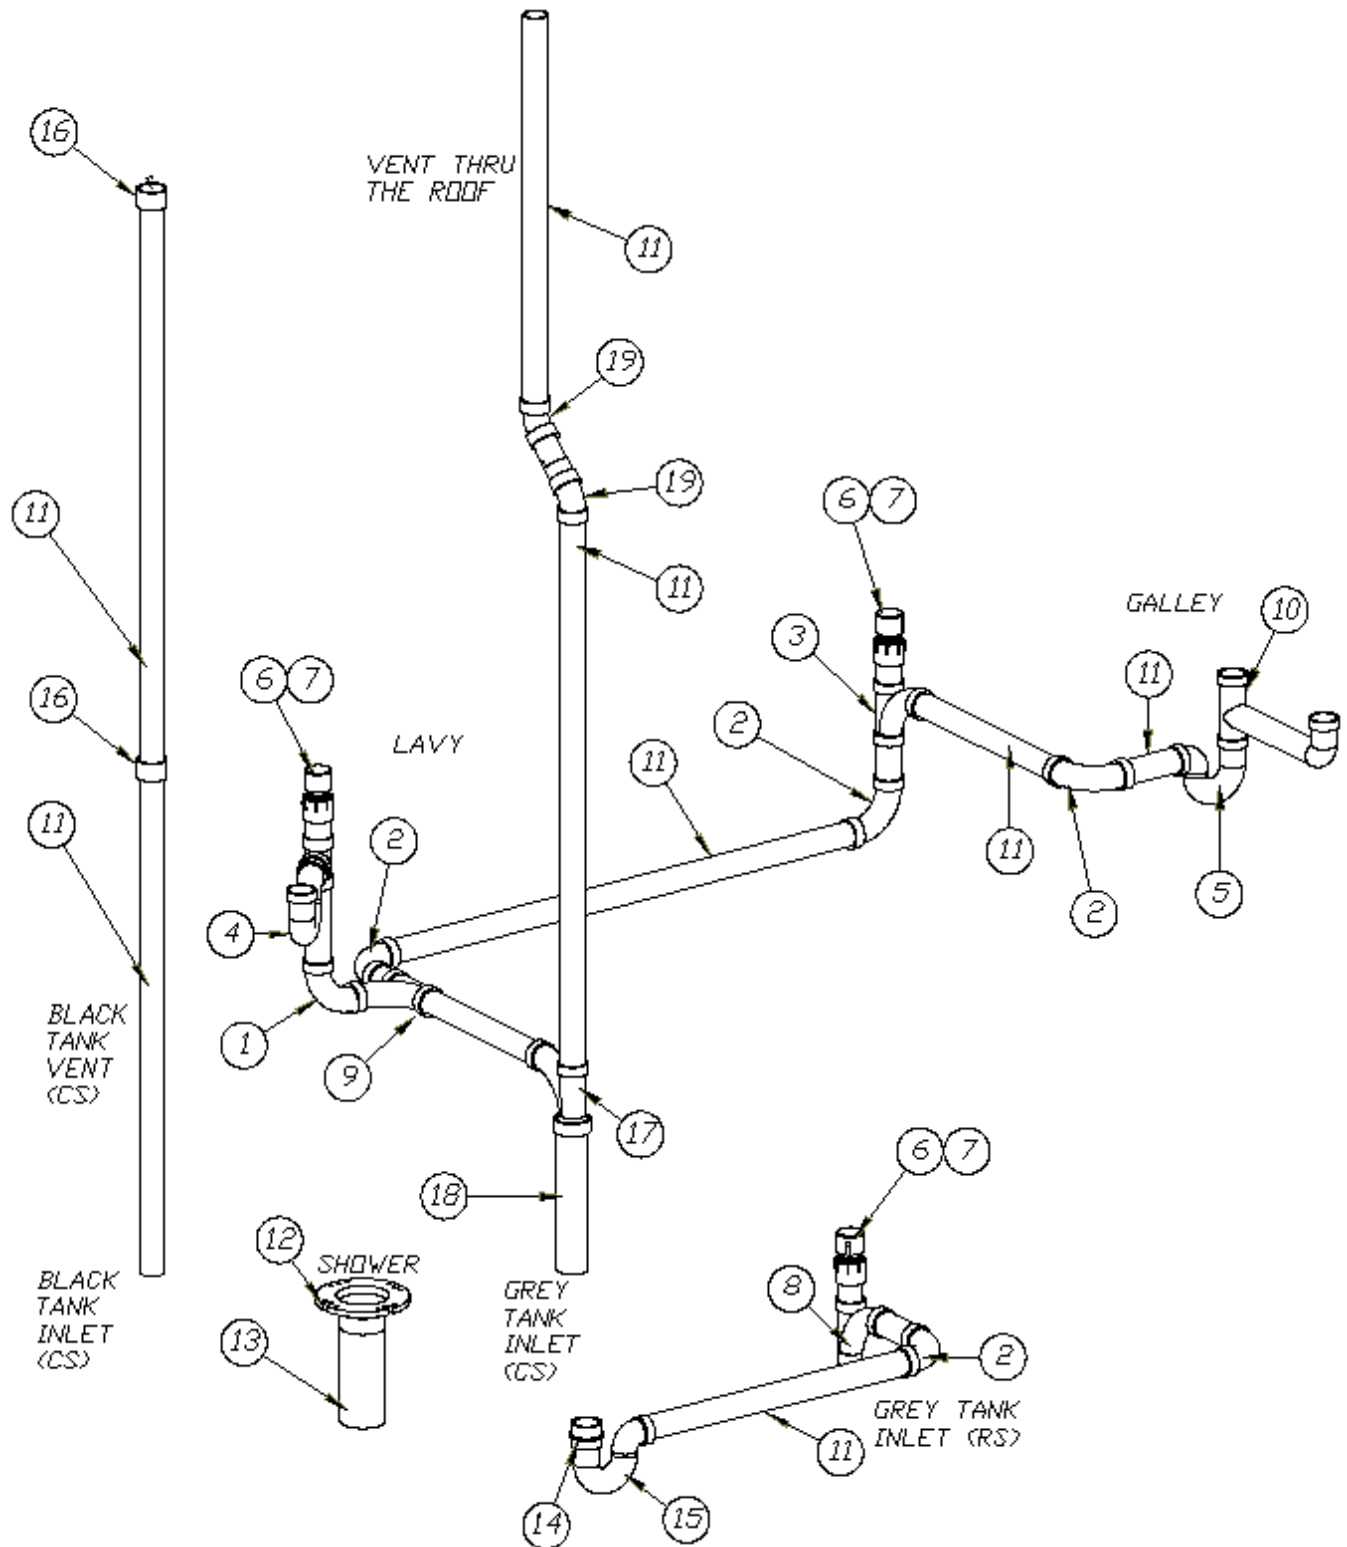 16
VENT THRU
THE ROOF
11
19
19
11
11
6 7
GALLEY
10
3
11
16
6 7
LAVY
2
11
11
2
11
2
5
4
BLACK
TANK
VENT
(CS)
1
9
17
6 7
18
12
SHOWER
BLACK
TANK
INLET
(CS)
GREY
TANK
INLET
(CS)
8
13
2
GREY TANK
INLET (RS)
11
14
15